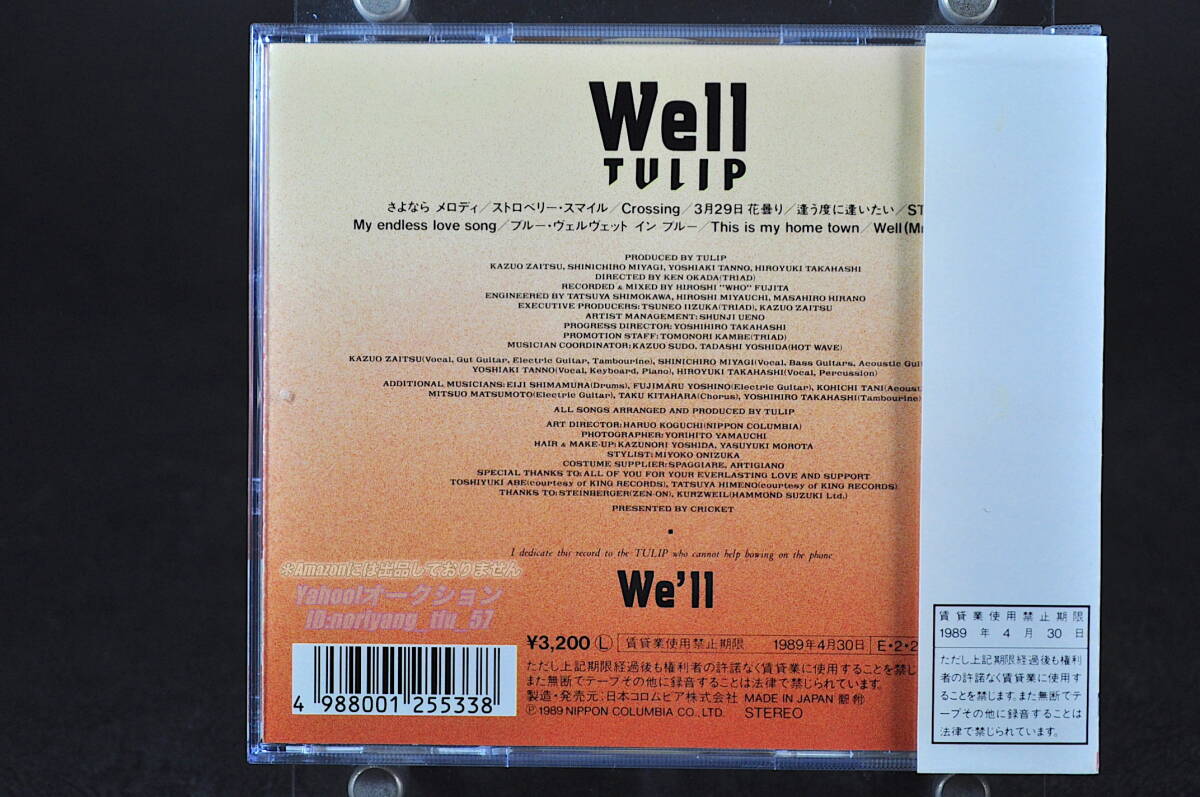 Well
TULIP
さよなら メロディ／ストロベリー・スマイル／Crossing／3月29日 花曇り／逢う度に逢いたい／ST
My endless love song／ブルー・ヴェルヴェット イン ブルー／This is my home town／Well(M
PRODUCED BY TULIP
KAZUO ZAITSU, SHINICHIRO MIYAGI, YOSHIAKI TANNO, HIROYUKI TAKAHASHI
DIRECTED BY KEN OKADA(TRIAD)
RECORDED & MIXED BY HIROSHI "WHO" FUJITA
ENGINEERED BY TATSUYA SHIMOKAWA, HIROSHI MIYAUCHI, MASAHIRO HIRANO
EXECUTIVE PRODUCERS: TSUNEO IIZUKA(TRIAD), KAZUO ZAITSU
ARTIST MANAGEMENT: SHUNJI UENO
PROGRESS DIRECTOR: YOSHIHIRO TAKAHASHI
PROMOTION STAFF: TOMONORI KAMBE(TRIAD)
MUSICIAN COORDINATOR: KAZUO SUDO, TADASHI YOSHIDA(HOT WAVE)
KAZUO ZAITSU(Vocal, Gut Guitar, Electric Guitar, Tambourine), SHINICHIRO MIYAGI(Vocal, Bass Guitars, Acoustic Gui
YOSHIAKI TANNO(Vocal, Keyboard, Piano), HIROYUKI TAKAHASHI(Vocal, Percussion)
ADDITIONAL MUSICIANS: EIJI SHIMAMURA(Drums), FUJIMARU YOSHINO(Electric Guitar), KOHICHI TANI(Acoust
MITSUO MATSUMOTO(Electric Guitar), TAKU KITAHARA(Chorus), YOSHIHIRO TAKAHASHI(Tambourine)
ALL SONGS ARRANGED AND PRODUCED BY TULIP
ART DIRECTOR: HARUO KOGUCHI(NIPPON COLUMBIA)
PHOTOGRAPHER: YORIHITO YAMAUCHI
HAIR & MAKE-UP: KAZUNORI YOSHIDA, YASUYUKI MOROTA
STYLIST: MIYOKO ONIZUKA
COSTUME SUPPLIER: SPAGGIARE, ARTIGIANO
SPECIAL THANKS TO: ALL OF YOU FOR YOUR EVERLASTING LOVE AND SUPPORT
TOSHIYUKI ABE(courtesy of KING RECORDS), TATSUYA HIMENO(courtesy of KING RECORDS)
THANKS TO: STEINBERGER(ZEN-ON), KURZWEIL(HAMMOND SUZUKI Ltd.)
PRESENTED BY CRICKET
I dedicate this record to the TULIP who cannot help bowing on the phone
We'll
＊Amazonには出品しておりません
Yahoo!オークション
ID:noriyang_du_57
¥3,200 Ⓛ 賃貸業使用禁止期限 1989年4月30日 E・2・2
ただし上記期限経過後も権利者の許諾なく賃貸業に使用することを禁じ
また無断でテープその他に録音することは法律で禁じられています。
製造・発売元：日本コロムビア株式会社 MADE IN JAPAN
Ⓟ1989 NIPPON COLUMBIA CO., LTD. STEREO
4 988001 255338
賃貸業使用禁止期限
1989 年 4 月 30 日
ただし上記期限経過後も権利
者の許諾なく賃貸業に使用す
ることを禁じます。また無断でテ
ープその他に録音することは
法律で禁じられています。